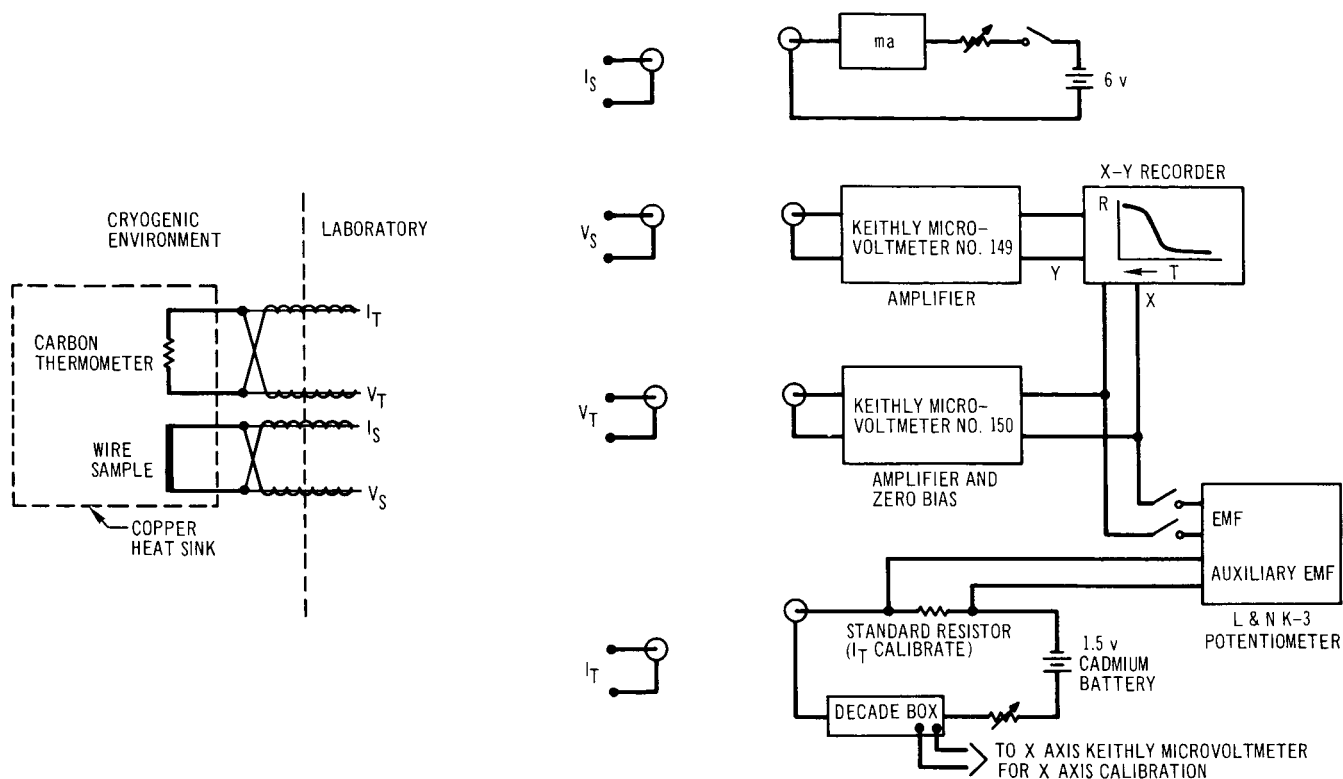 ma
I_S
6 v
X-Y RECORDER
R
T
CRYOGENIC
ENVIRONMENT
LABORATORY
V_S
KEITHLY MICRO-
VOLTMETER NO. 149
AMPLIFIER
Y
X
I_T
CARBON
THERMOMETER
V_T
I_S
WIRE
SAMPLE
V_S
COPPER
HEAT SINK
V_T
KEITHLY MICRO-
VOLTMETER NO. 150
AMPLIFIER AND
ZERO BIAS
EMF
AUXILIARY EMF
L & N K-3
POTENTIOMETER
STANDARD RESISTOR
(I_T CALIBRATE)
1.5 v
CADMIUM
BATTERY
I_T
DECADE BOX
TO X AXIS KEITHLY MICROVOLTMETER
FOR X AXIS CALIBRATION